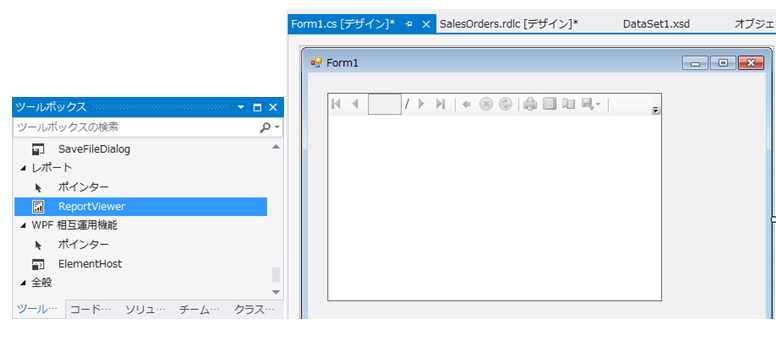 Form1.cs [デザイン]*
SalesOrders.rdlc [デザイン]*
DataSet1.xsd
オブジェ
Form1
/
ツールボックス
ツールボックスの検索
SaveFileDialog
レポート
ポインター
ReportViewer
WPF 相互運用機能
ポインター
ElementHost
全般
ツール… コード… ソリュ… チーム… クラス…